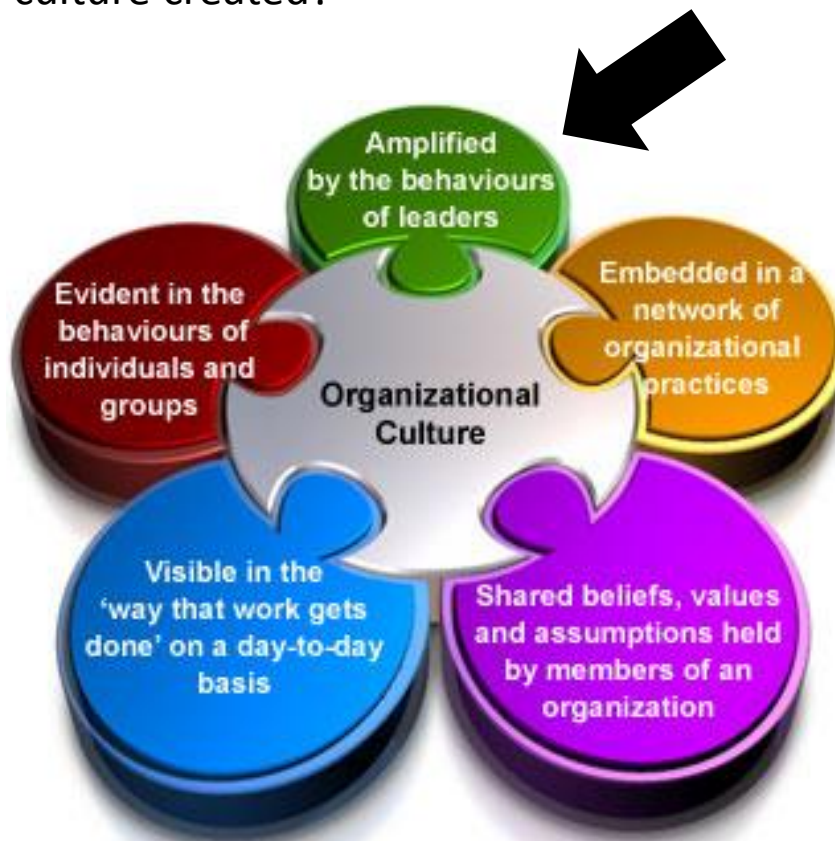 culture created?
Amplified
by the behaviours
of leaders
Evident in the
behaviours of
individuals and
groups
Embedded in a
network of
organizational
practices
Organizational
Culture
Visible in the
‘way that work gets
done’ on a day-to-day
basis
Shared beliefs, values
and assumptions held
by members of an
organization